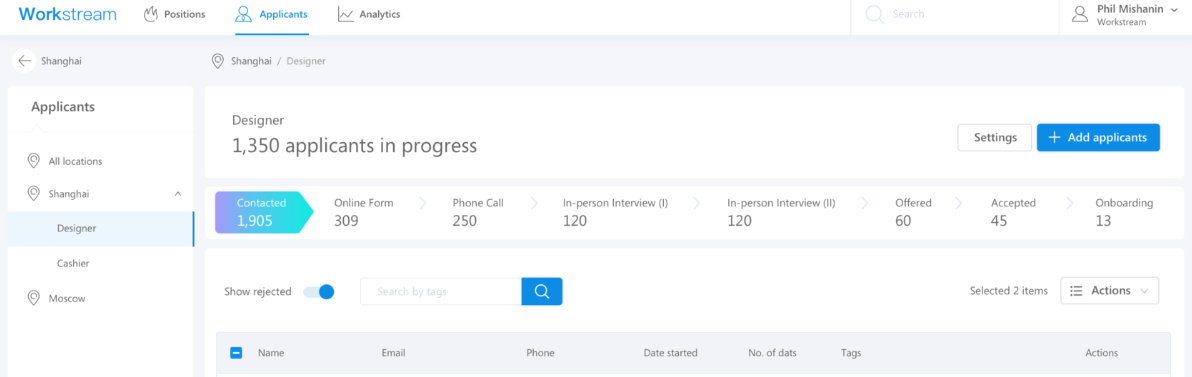 Workstream
Positions
Applicants
Analytics
Search
Phil Mishanin
Workstream
Shanghai
Shanghai / Designer
Applicants
All locations
Shanghai
Designer
Cashier
Moscow
Designer
1,350 applicants in progress
Settings
+ Add applicants
Contacted
1,905
Online Form
309
Phone Call
250
In-person Interview (I)
120
In-person Interview (II)
120
Offered
60
Accepted
45
Onboarding
13
Show rejected
Search by tags
Selected 2 items
Actions
Name
Email
Phone
Date started
No. of dats
Tags
Actions